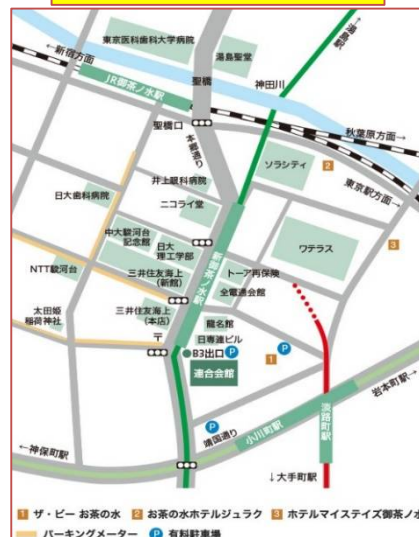 東京医科歯科大学病院
湯島聖堂
→湯島駅
←新宿方面
JR御茶ノ水駅
聖橋
神田川
聖橋口
本郷通り
秋葉原方面→
ソラシティ
2
東京駅方面→
井上眼科病院
日大歯科病院
ニコライ堂
3
中大駿河台
記念館
日大
理工学部
新御茶ノ水駅
ワテラス
NTT駿河台
三井住友海上
(新館)
トーア再保険
全電通会館
太田姫
稲荷神社
三井住友海上
(本店)
龍名館
日専連ビル
〒
B3出口
P
1
P
連合会館
岩本町駅→
淡路町駅
小川町駅
P
靖国通り
←神保町駅
↓大手町駅
1 ザ・ビー お茶の水 2 お茶の水ホテルジュラク 3 ホテルマイステイズ御茶ノ水
パーキングメーター P 有料駐車場